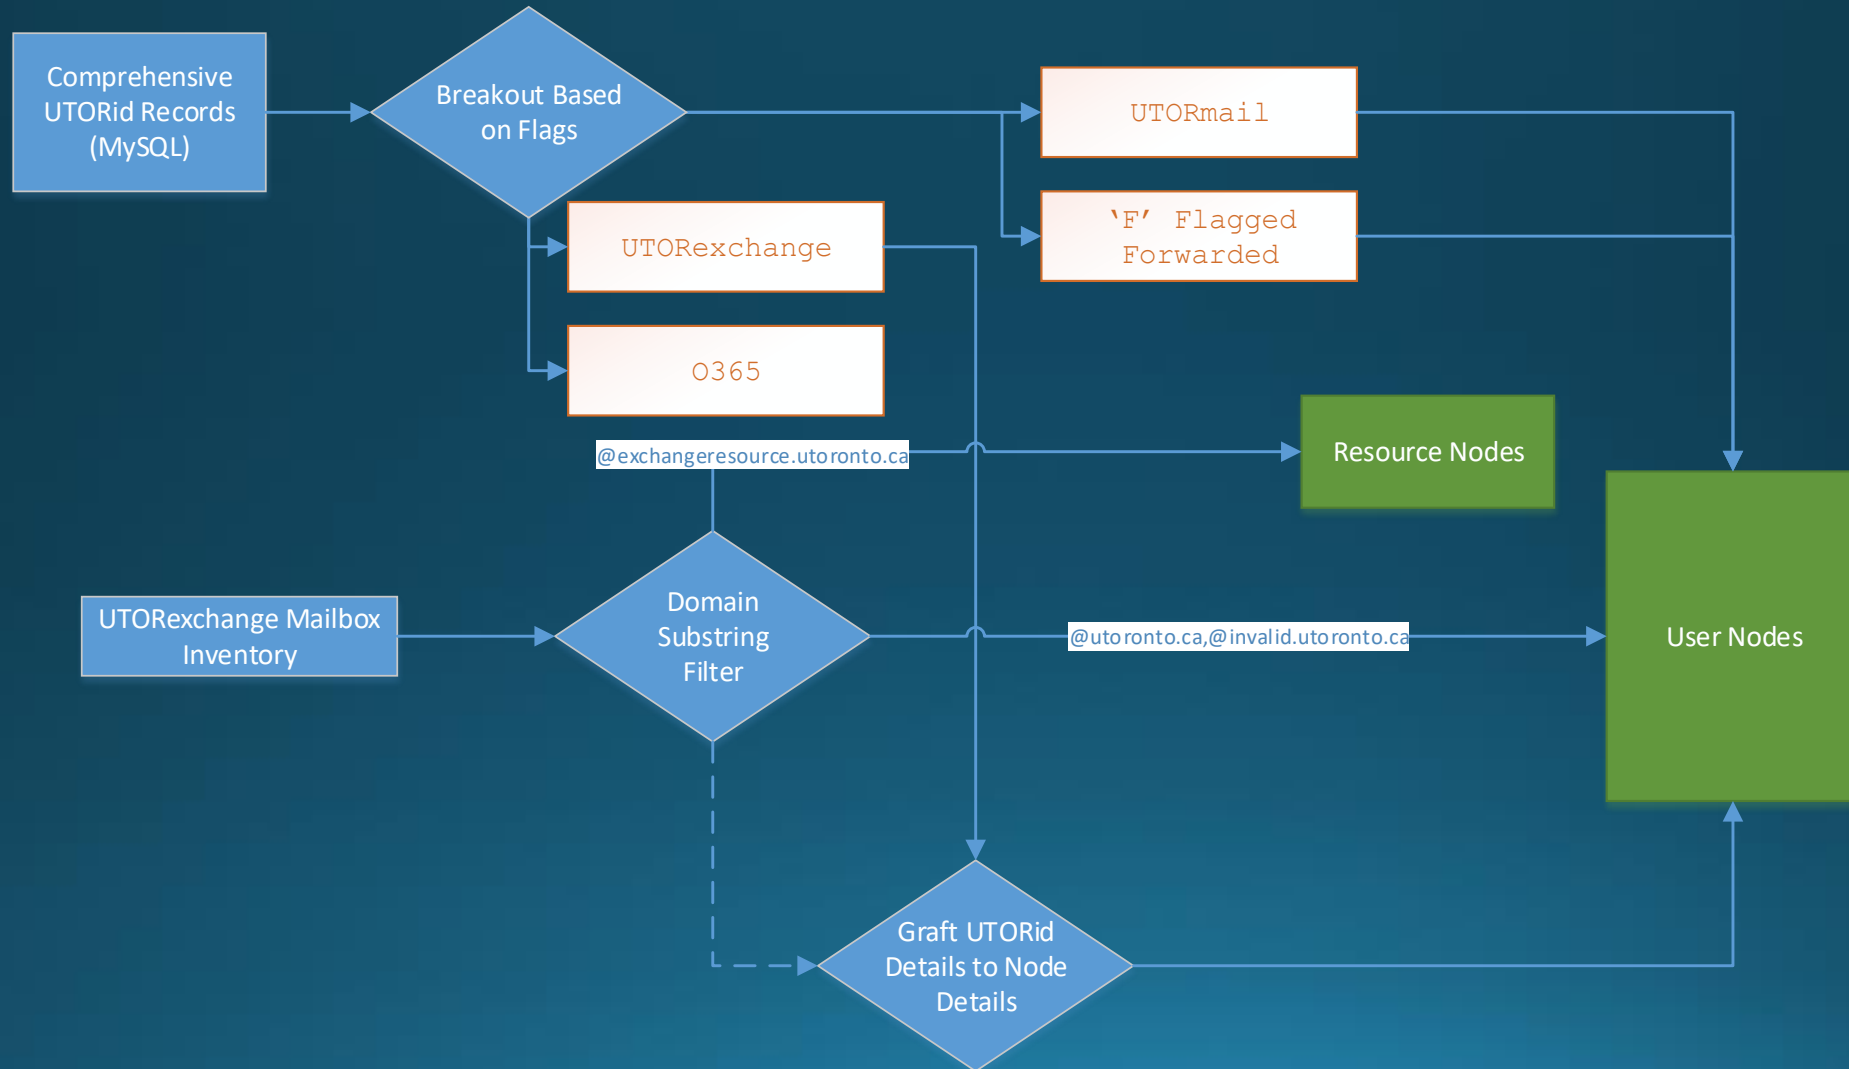 Comprehensive
UTORid Records
(MySQL)
Breakout Based
on Flags
UTORmail
‘F’ Flagged
Forwarded
UTORexchange
O365
@exchangeresource.utoronto.ca
Resource Nodes
UTORexchange Mailbox
Inventory
Domain
Substring
Filter
@utoronto.ca,@invalid.utoronto.ca
User Nodes
Graft UTORid
Details to Node
Details